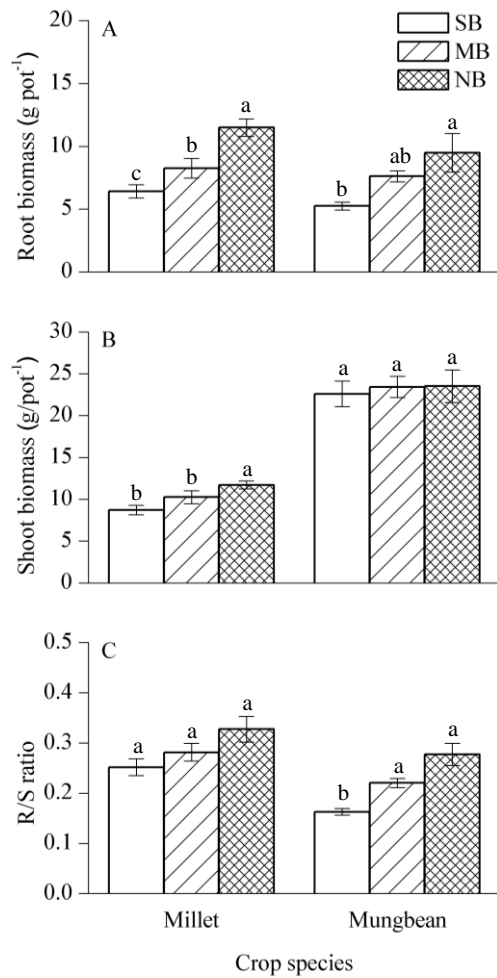 A
SB
MB
NB
Root biomass (g pot⁻¹)
20
15
10
5
0
c
b
a
b
ab
a
B
Shoot biomass (g/pot⁻¹)
30
25
20
15
10
5
0
b
b
a
a
a
a
C
R/S ratio
0.5
0.4
0.3
0.2
0.1
0.0
a
a
a
b
a
a
Millet
Mungbean
Crop species